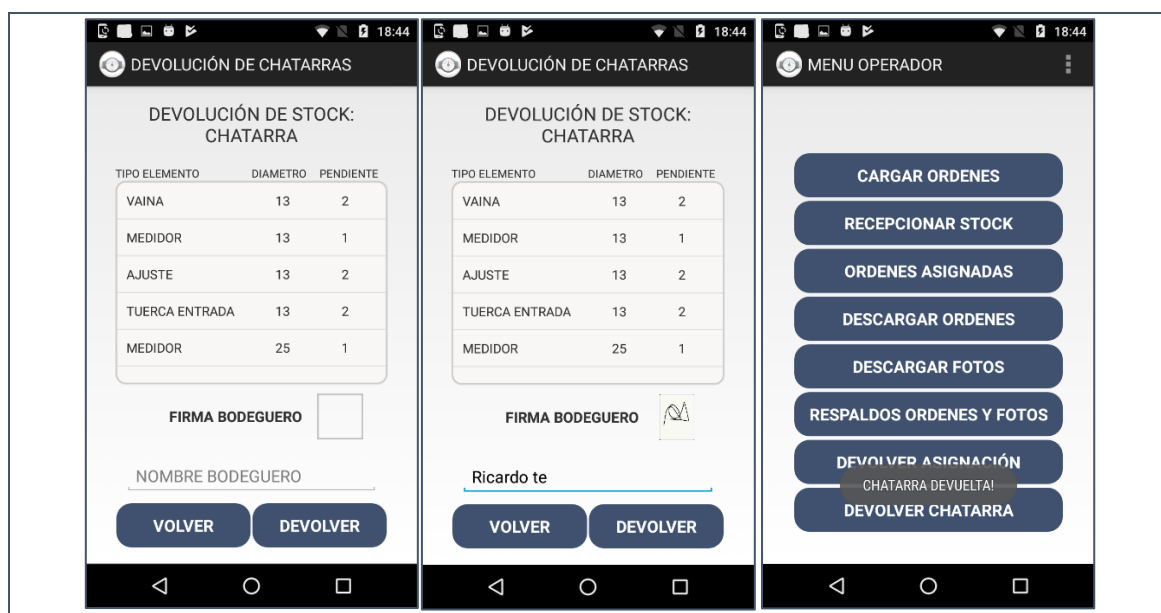 18:44
DEVOLUCIÓN DE CHATARRAS
DEVOLUCIÓN DE STOCK:
CHATARRA
TIPO ELEMENTO DIAMETRO PENDIENTE
VAINA 13 2
MEDIDOR 13 1
AJUSTE 13 2
TUERCA ENTRADA 13 2
MEDIDOR 25 1
FIRMA BODEGUERO
NOMBRE BODEGUERO
VOLVER DEVOLVER
18:44
DEVOLUCIÓN DE CHATARRAS
DEVOLUCIÓN DE STOCK:
CHATARRA
TIPO ELEMENTO DIAMETRO PENDIENTE
VAINA 13 2
MEDIDOR 13 1
AJUSTE 13 2
TUERCA ENTRADA 13 2
MEDIDOR 25 1
FIRMA BODEGUERO
Ricardo te
VOLVER DEVOLVER
18:44
MENU OPERADOR
CARGAR ORDENES
RECEPCIONAR STOCK
ORDENES ASIGNADAS
DESCARGAR ORDENES
DESCARGAR FOTOS
RESPALDOS ORDENES Y FOTOS
DEVOLVER ASIGNACIÓN
CHATARRA DEVUELTA!
DEVOLVER CHATARRA